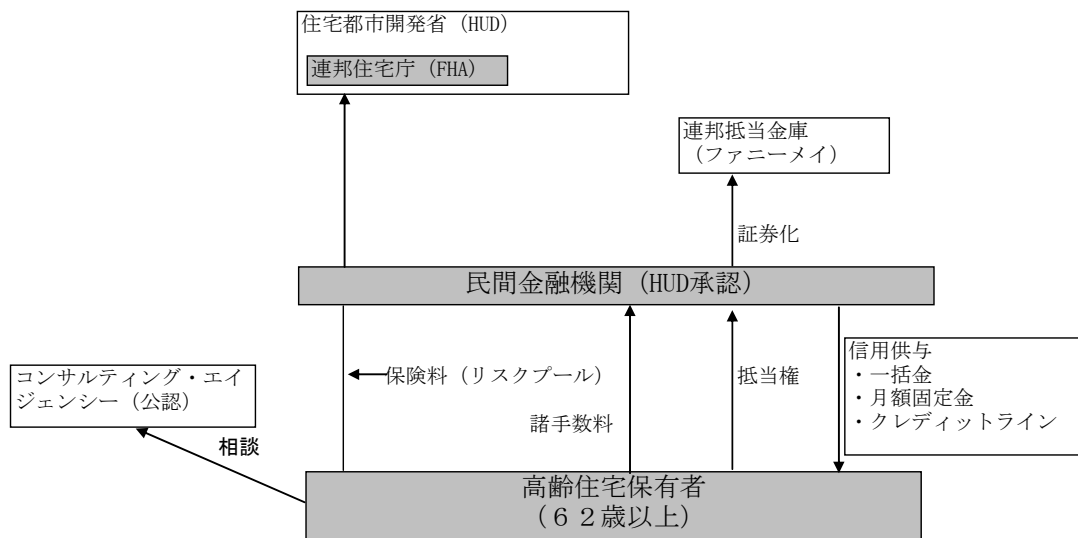 住宅都市開発省（HUD）
連邦住宅庁（FHA）
連邦抵当金庫
（ファニーメイ）
証券化
民間金融機関（HUD承認）
信用供与
・一括金
・月額固定金
・クレディットライン
コンサルティング・エイ
ジェンシー（公認）
保険料（リスクプール）
抵当権
諸手数料
相談
高齢住宅保有者
（６２歳以上）